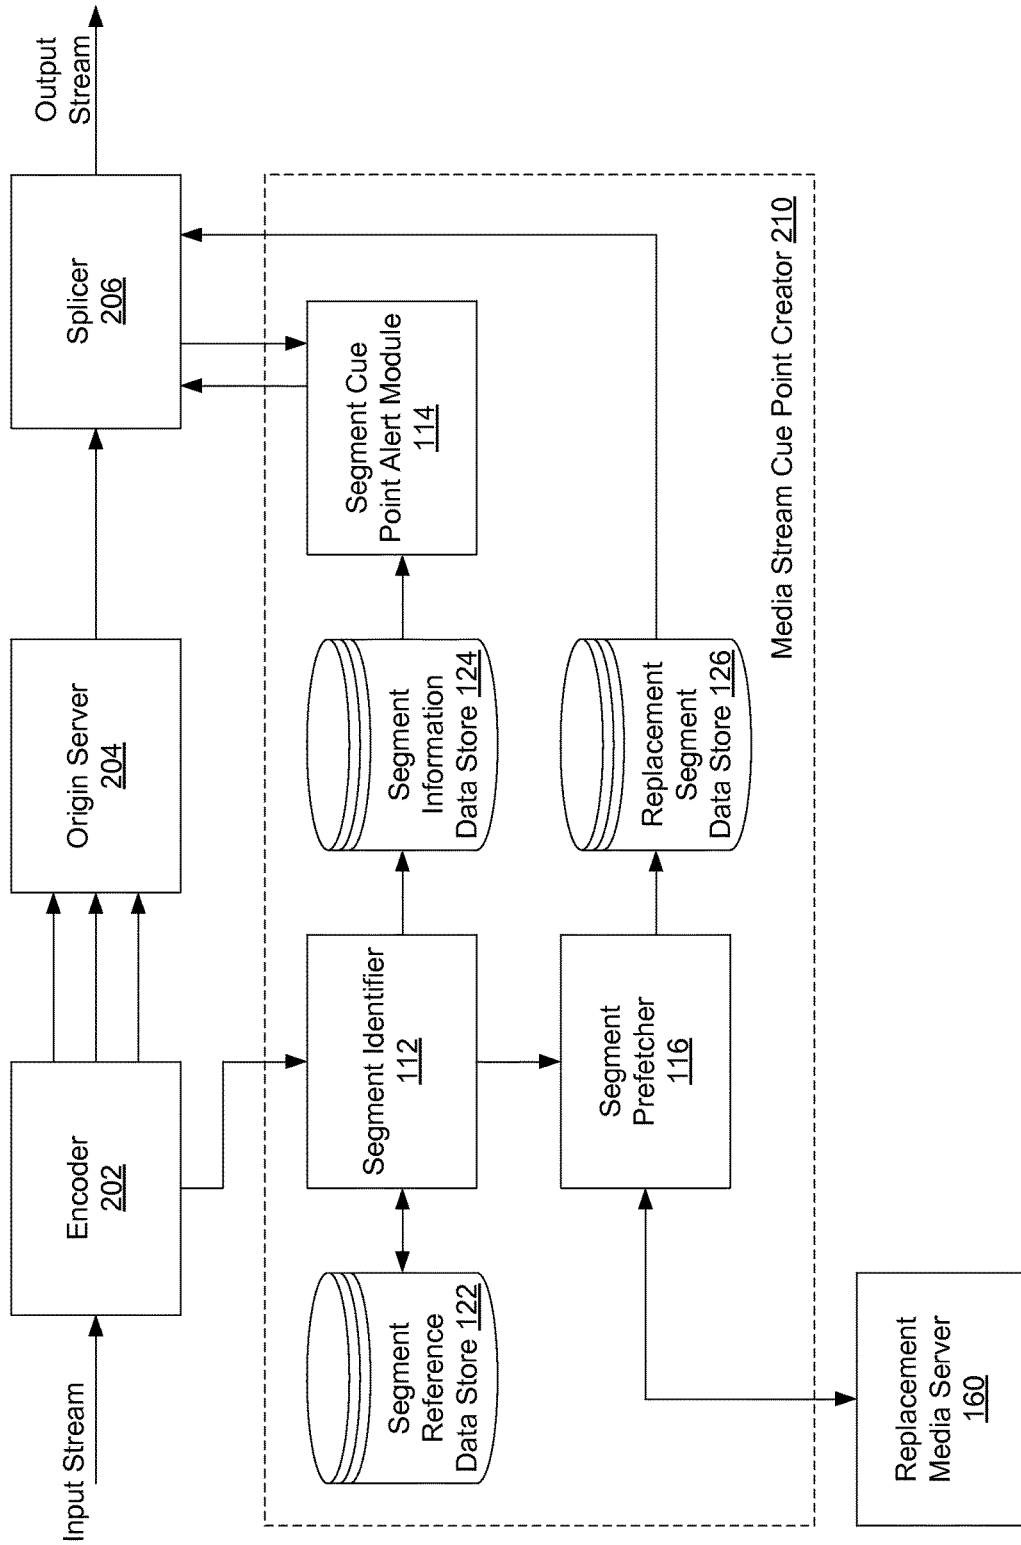 Input Stream
Encoder
202
Origin Server
204
Splicer
206
Output
Stream
Segment
Reference
Data Store 122
Segment Identifier
112
Segment
Information
Data Store 124
Segment Cue
Point Alert Module
114
Segment
Prefetcher
116
Replacement
Segment
Data Store 126
Media Stream Cue Point Creator 210
Replacement
Media Server
160